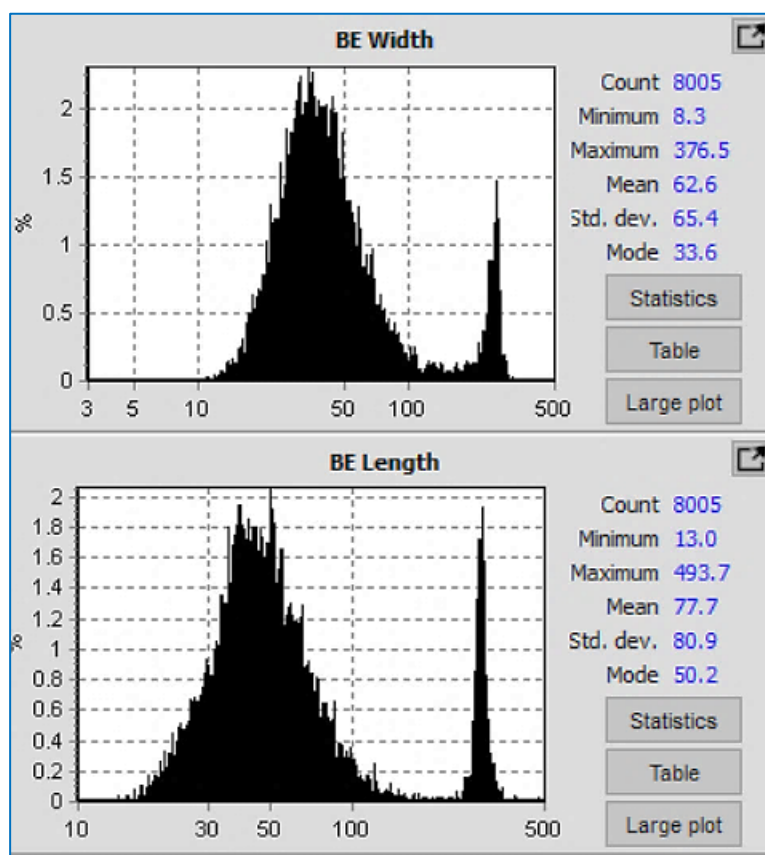 BE Width
Count 8005
Minimum 8.3
Maximum 376.5
Mean 62.6
Std. dev. 65.4
Mode 33.6
Statistics
Table
Large plot
%
2
1.5
1
0.5
0
3 5 10 50 100 500
BE Length
Count 8005
Minimum 13.0
Maximum 493.7
Mean 77.7
Std. dev. 80.9
Mode 50.2
Statistics
Table
Large plot
%
2
1.8
1.6
1.4
1.2
1
0.8
0.6
0.4
0.2
0
10 30 50 100 500